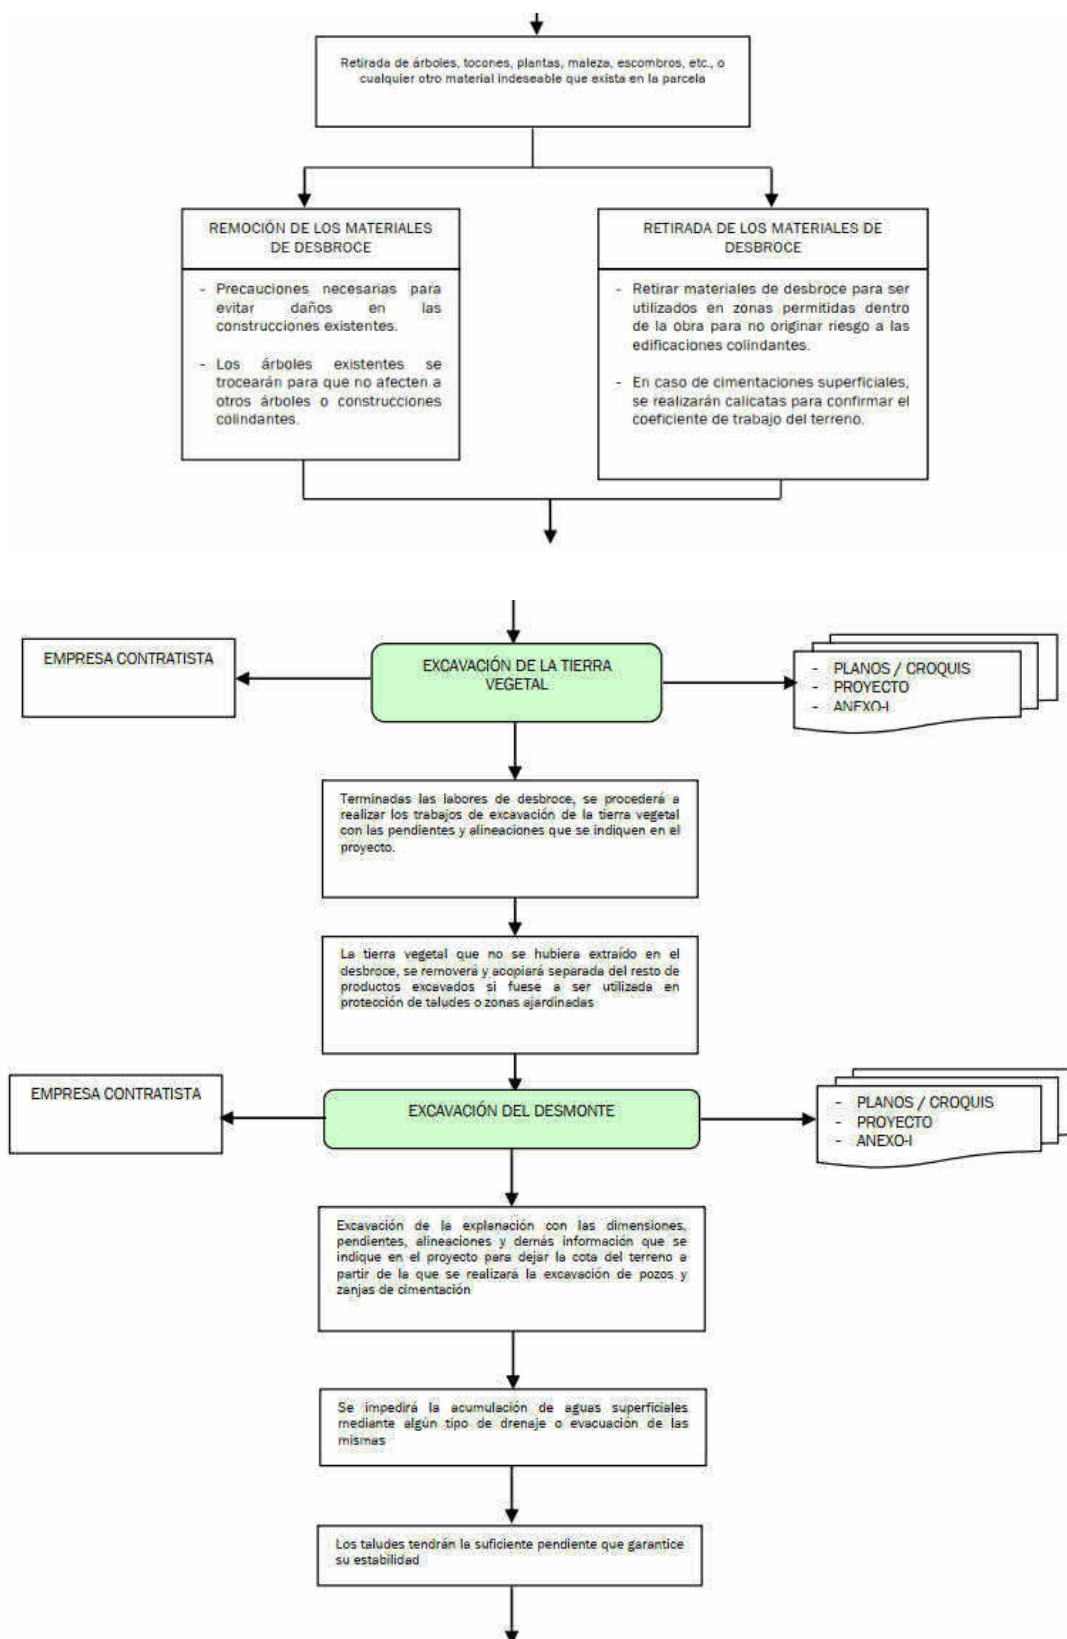 Retirada de árboles, tocones, plantas, maleza, escombros, etc., o
cualquier otro material indeseable que exista en la parcela
REMOCIÓN DE LOS MATERIALES
DE DESBROCE
- Precauciones necesarias para
evitar daños en las
construcciones existentes.
- Los árboles existentes se
trocearán para que no afecten a
otros árboles o construcciones
colindantes.
RETIRADA DE LOS MATERIALES DE
DESBROCE
- Retirar materiales de desbroce para ser
utilizados en zonas permitidas dentro
de la obra para no originar riesgo a las
edificaciones colindantes.
- En caso de cimentaciones superficiales,
se realizarán calicatas para confirmar el
coeficiente de trabajo del terreno.
EMPRESA CONTRATISTA
EXCAVACIÓN DE LA TIERRA
VEGETAL
- PLANOS / CROQUIS
- PROYECTO
- ANEXO-I
Terminadas las labores de desbroce, se procederá a
realizar los trabajos de excavación de la tierra vegetal
con las pendientes y alineaciones que se indiquen en el
proyecto.
La tierra vegetal que no se hubiera extraído en el
desbroce, se removerá y acopiará separada del resto de
productos excavados si fuese a ser utilizada en
protección de taludes o zonas ajardinadas
EMPRESA CONTRATISTA
EXCAVACIÓN DEL DESMONTE
- PLANOS / CROQUIS
- PROYECTO
- ANEXO-I
Excavación de la explanación con las dimensiones,
pendientes, alineaciones y demás información que se
indique en el proyecto para dejar la cota del terreno a
partir de la que se realizará la excavación de pozos y
zanjas de cimentación
Se impedirá la acumulación de aguas superficiales
mediante algún tipo de drenaje o evacuación de las
mismas
Los taludes tendrán la suficiente pendiente que garantice
su estabilidad